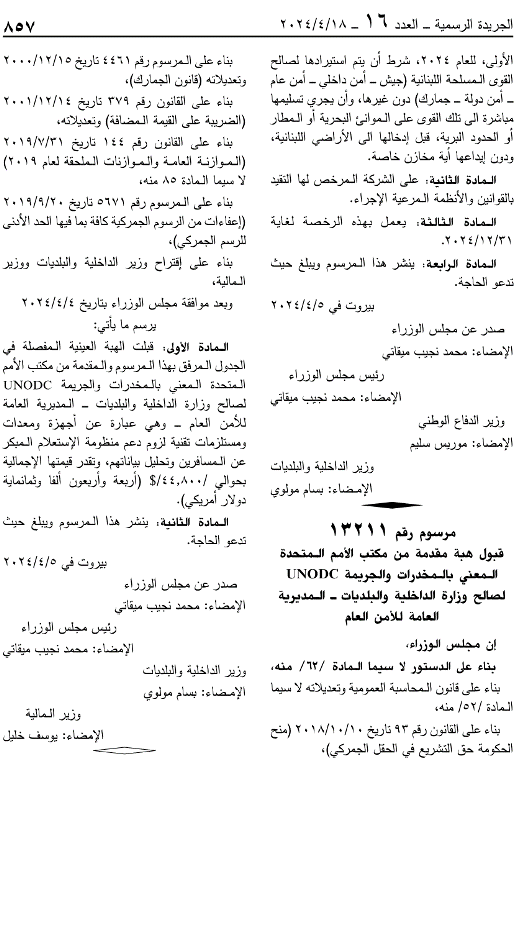 الجريدة الرسمية ـ العدد ١٦ ـ ٢٠٢٤/٤/١٨
٨٥٧
الأولى، للعام ٢٠٢٤، شرط أن يتم استيرادها لصالح
القوى المسلحة اللبنانية (جيش ـ أمن داخلي ـ أمن عام
ـ أمن دولة ـ جمارك) دون غيرها، وأن يجري تسليمها
مباشرة الى تلك القوى على الموانئ البحرية أو المطار
أو الحدود البرية، قبل إدخالها الى الأراضي اللبنانية،
ودون إيداعها أية مخازن خاصة.
المادة الثانية: على الشركة المرخص لها التقيد
بالقوانين والأنظمة المرعية الإجراء.
المادة الثالثة: يعمل بهذه الرخصة لغاية
٢٠٢٤/١٢/٣١.
المادة الرابعة: ينشر هذا المرسوم ويبلغ حيث
تدعو الحاجة.
بيروت في ٢٠٢٤/٤/٥
صدر عن مجلس الوزراء
الإمضاء: محمد نجيب ميقاتي
رئيس مجلس الوزراء
الإمضاء: محمد نجيب ميقاتي
وزير الدفاع الوطني
الإمضاء: موريس سليم
وزير الداخلية والبلديات
الإمضاء: بسام مولوي
مرسوم رقم ١٣٢١١
قبول هبة مقدمة من مكتب الأمم المتحدة
المعني بالمخدرات والجريمة UNODC
لصالح وزارة الداخلية والبلديات ـ المديرية
العامة للأمن العام
إن مجلس الوزراء،
بناء على الدستور لا سيما المادة /٦٢/ منه،
بناء على قانون المحاسبة العمومية وتعديلاته لا سيما
المادة /٥٢/ منه،
بناء على القانون رقم ٩٣ تاريخ ٢٠١٨/١٠/١٠ (منح
الحكومة حق التشريع في الحقل الجمركي)،
بناء على المرسوم رقم ٤٤٦١ تاريخ ٢٠٠٠/١٢/١٥
وتعديلاته (قانون الجمارك)،
بناء على القانون رقم ٣٧٩ تاريخ ٢٠٠١/١٢/١٤
(الضريبة على القيمة المضافة) وتعديلاته،
بناء على القانون رقم ١٤٤ تاريخ ٢٠١٩/٧/٣١
(الموازنة العامة والموازنات الملحقة لعام ٢٠١٩)
لا سيما المادة ٨٥ منه،
بناء على المرسوم رقم ٥٦٧١ تاريخ ٢٠١٩/٩/٢٠
(إعفاءات من الرسوم الجمركية كافة بما فيها الحد الأدنى
للرسم الجمركي)،
بناء على إقتراح وزير الداخلية والبلديات ووزير
المالية،
وبعد موافقة مجلس الوزراء بتاريخ ٢٠٢٤/٤/٤
يرسم ما يأتي:
المادة الأولى: قبلت الهبة العينية المفصلة في
الجدول المرفق بهذا المرسوم والمقدمة من مكتب الأمم
المتحدة المعني بالمخدرات والجريمة UNODC
لصالح وزارة الداخلية والبلديات ـ المديرية العامة
للأمن العام ـ وهي عبارة عن أجهزة ومعدات
ومستلزمات تقنية لزوم دعم منظومة الإستعلام المبكر
عن المسافرين وتحليل بياناتهم، وتقدر قيمتها الإجمالية
بحوالي /٤٤,٨٠٠/$ (أربعة وأربعون ألفا وثمانماية
دولار أمريكي).
المادة الثانية: ينشر هذا المرسوم ويبلغ حيث
تدعو الحاجة.
بيروت في ٢٠٢٤/٤/٥
صدر عن مجلس الوزراء
الإمضاء: محمد نجيب ميقاتي
رئيس مجلس الوزراء
الإمضاء: محمد نجيب ميقاتي
وزير الداخلية والبلديات
الإمضاء: بسام مولوي
وزير المالية
الإمضاء: يوسف خليل